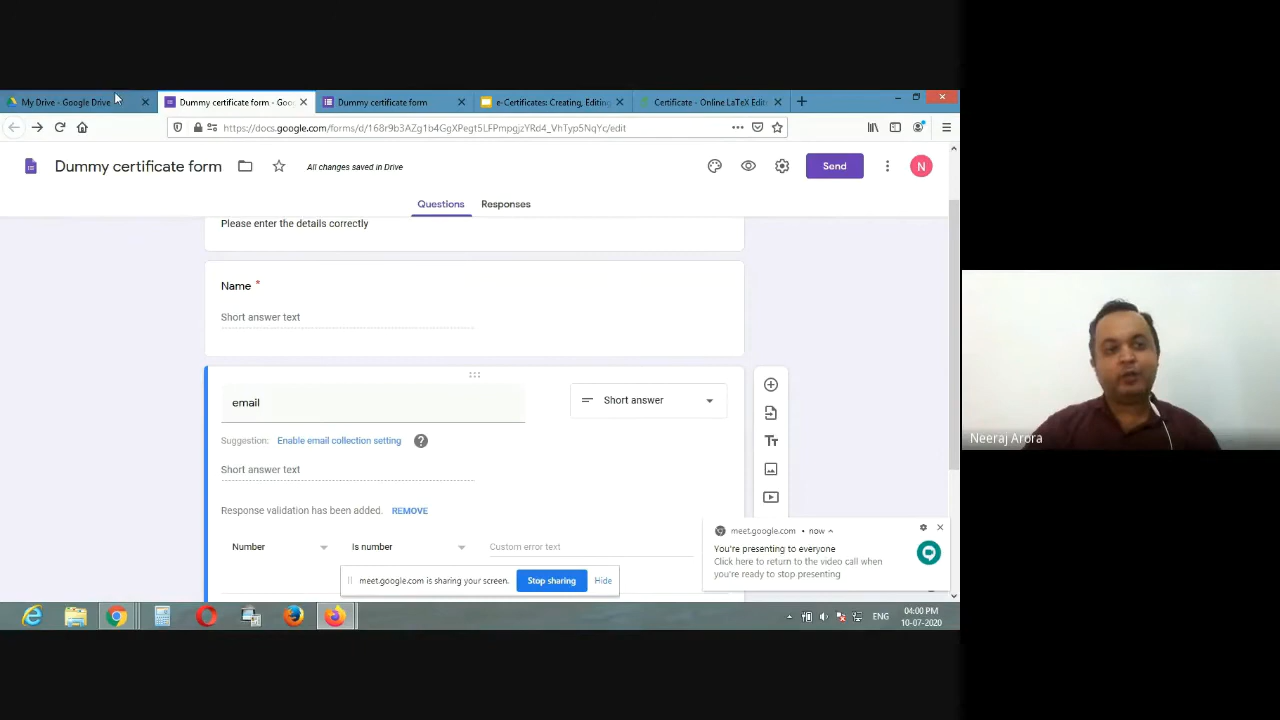 My Drive - Google Drive
Dummy certificate form - Goo
Dummy certificate form
e-Certificates: Creating, Editing
Certificate - Online LaTeX Edit
https://docs.google.com/forms/d/168r9b3AZg1b4GgXPegt5LFPmpgjzYRd4_VhTyp5NqYc/edit
Dummy certificate form
All changes saved in Drive
Send
N
Questions
Responses
Please enter the details correctly
Name *
Short answer text
email
Short answer
Suggestion: Enable email collection setting
Short answer text
Response validation has been added. REMOVE
Number
Is number
Custom error text
meet.google.com • now
You're presenting to everyone
Click here to return to the video call when
you're ready to stop presenting
meet.google.com is sharing your screen.
Stop sharing
Hide
ENG
04:00 PM
10-07-2020
Neeraj Arora